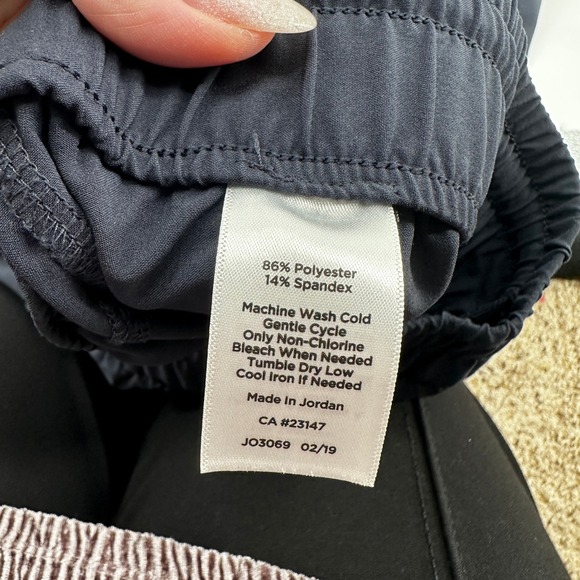 86% Polyester
14% Spandex
Machine Wash Cold
Gentle Cycle
Only Non-Chlorine
Bleach When Needed
Tumble Dry Low
Cool Iron If Needed
Made in Jordan
CA #23147
JO3069 02/19